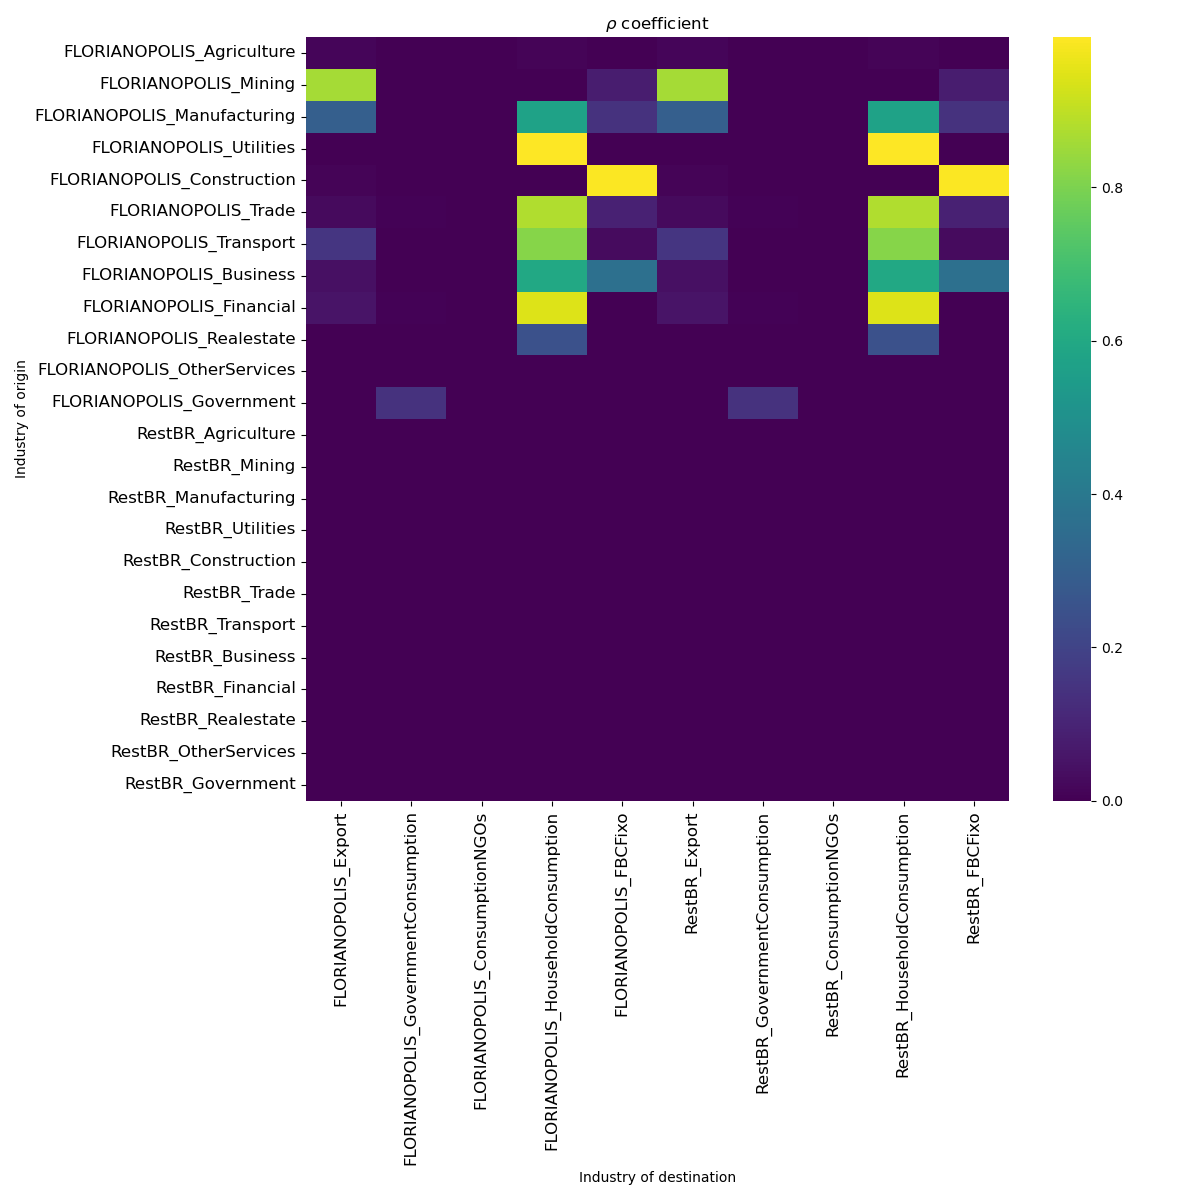 ρ coefficient
FLORIANOPOLIS_Agriculture
FLORIANOPOLIS_Mining
FLORIANOPOLIS_Manufacturing
FLORIANOPOLIS_Utilities
FLORIANOPOLIS_Construction
FLORIANOPOLIS_Trade
FLORIANOPOLIS_Transport
FLORIANOPOLIS_Business
FLORIANOPOLIS_Financial
FLORIANOPOLIS_Realestate
FLORIANOPOLIS_OtherServices
FLORIANOPOLIS_Government
RestBR_Agriculture
RestBR_Mining
RestBR_Manufacturing
RestBR_Utilities
RestBR_Construction
RestBR_Trade
RestBR_Transport
RestBR_Business
RestBR_Financial
RestBR_Realestate
RestBR_OtherServices
RestBR_Government
Industry of origin
0.8
0.6
0.4
0.2
0.0
FLORIANOPOLIS_Export
FLORIANOPOLIS_GovernmentConsumption
FLORIANOPOLIS_ConsumptionNGOs
FLORIANOPOLIS_HouseholdConsumption
FLORIANOPOLIS_FBCFixo
RestBR_Export
RestBR_GovernmentConsumption
RestBR_ConsumptionNGOs
RestBR_HouseholdConsumption
RestBR_FBCFixo
Industry of destination